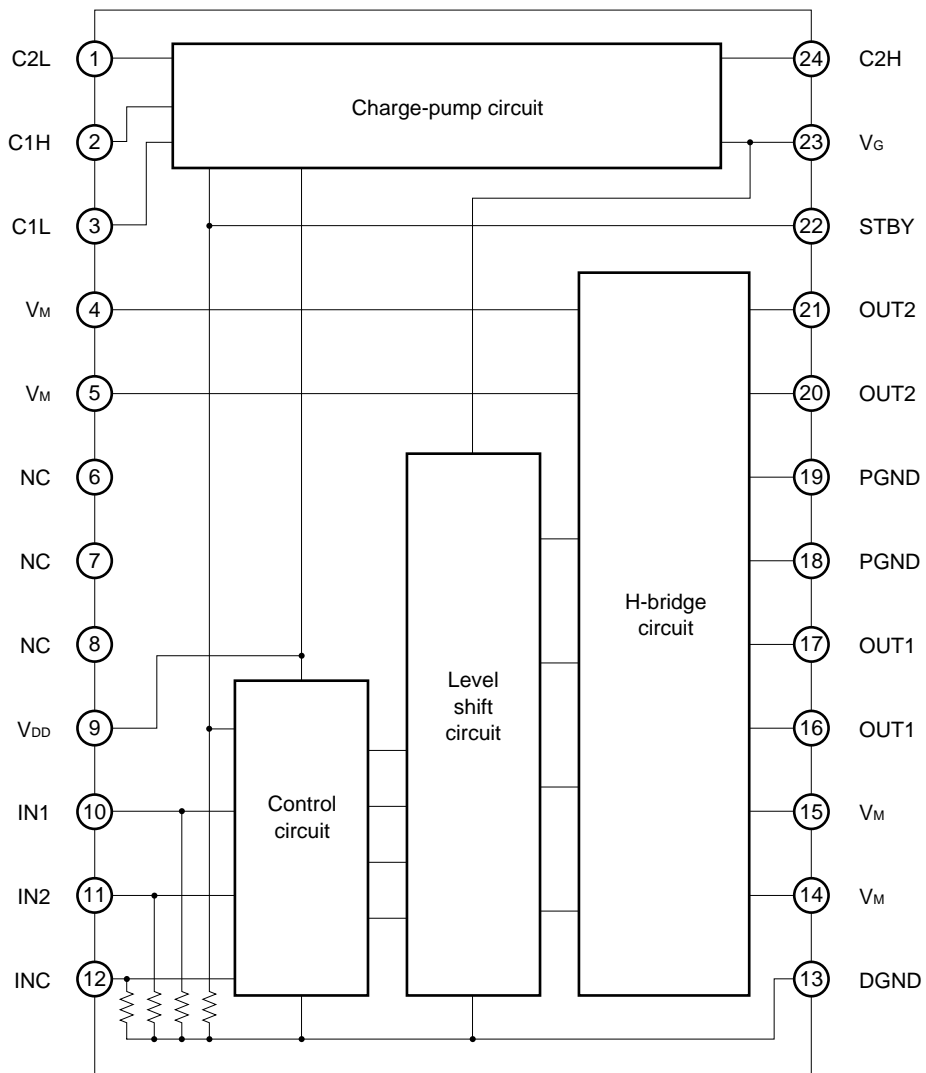 C2L 1
C1H 2
C1L 3
VM 4
VM 5
NC 6
NC 7
NC 8
VDD 9
IN1 10
IN2 11
INC 12
Charge-pump circuit
Control
circuit
Level
shift
circuit
H-bridge
circuit
24 C2H
23 VG
22 STBY
21 OUT2
20 OUT2
19 PGND
18 PGND
17 OUT1
16 OUT1
15 VM
14 VM
13 DGND